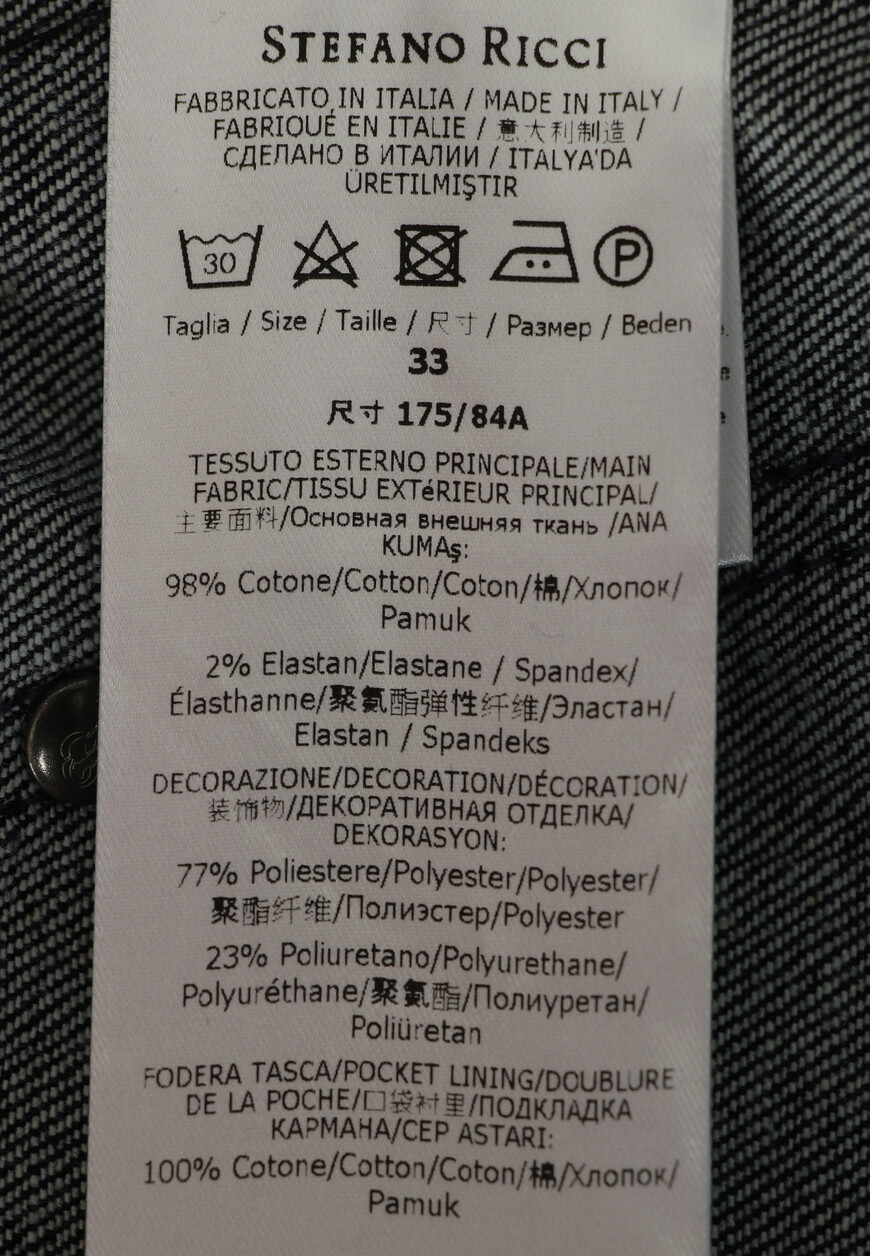 STEFANO RICCI
FABBRICATO IN ITALIA / MADE IN ITALY /
FABRIQUÉ EN ITALIE / 意大利制造 /
СДЕЛАНО В ИТАЛИИ / ITALYA'DA
ÜRETILMIŞTIR
30 P
Taglia / Size / Taille / 尺寸 / Размер / Beden
33
尺寸 175/84A
TESSUTO ESTERNO PRINCIPALE/MAIN
FABRIC/TISSU EXTéRIEUR PRINCIPAL/
主要面料/Основная внешняя ткань /ANA
KUMAş:
98% Cotone/Cotton/Coton/棉/Хлопок/
Pamuk
2% Elastan/Elastane / Spandex/
Élasthanne/聚氨酯弹性纤维/Эластан/
Elastan / Spandeks
DECORAZIONE/DECORATION/DÉCORATION/
装饰物/ДЕКОРАТИВНАЯ ОТДЕЛКА/
DEKORASYON:
77% Poliestere/Polyester/Polyester/
聚酯纤维/Полиэстер/Polyester
23% Poliuretano/Polyurethane/
Polyuréthane/聚氨酯/Полиуретан/
Poliüretan
FODERA TASCA/POCKET LINING/DOUBLURE
DE LA POCHE/口袋衬里/ПОДКЛАДКА
КАРМАНА/CEP ASTARI:
100% Cotone/Cotton/Coton/棉/Хлопок/
Pamuk